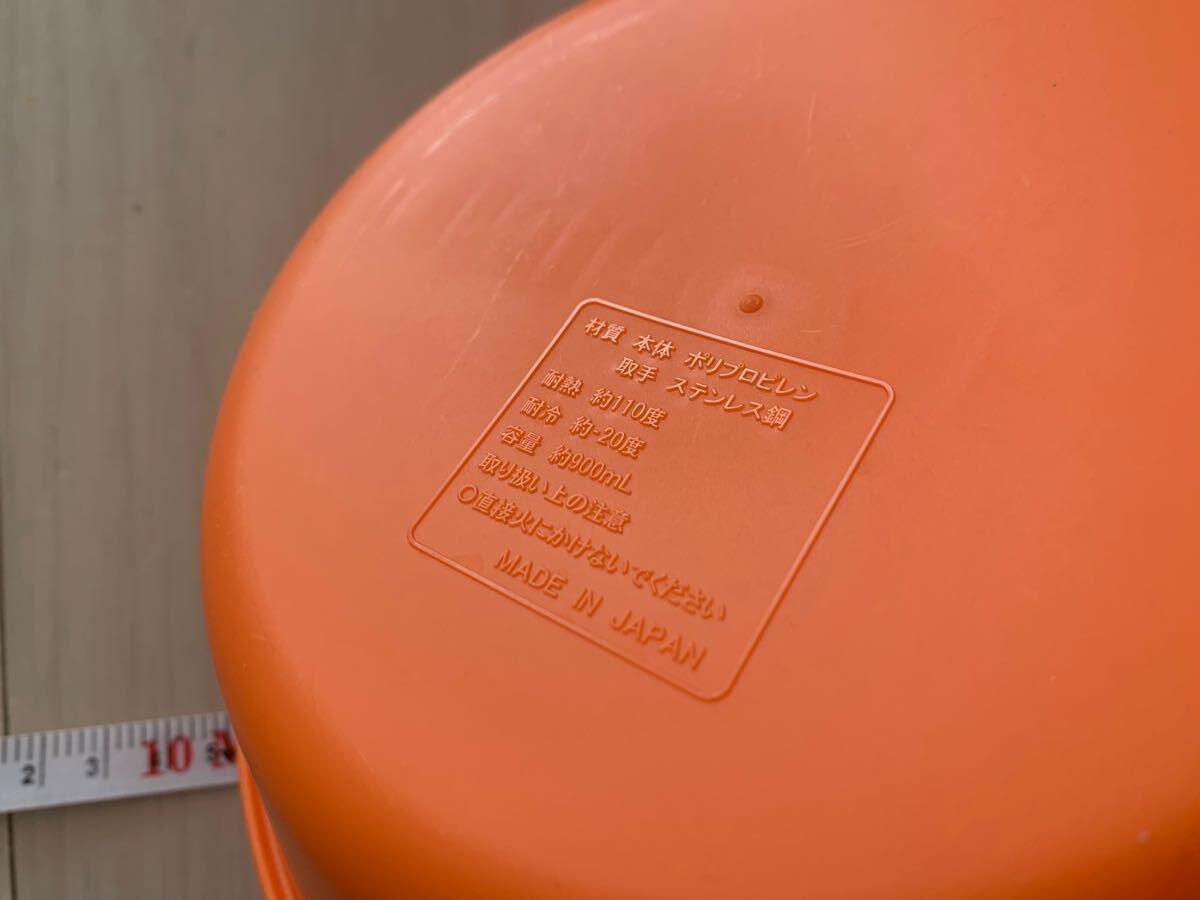 材質 本体 ポリプロピレン
取手 ステンレス鋼
耐熱 約110度
耐冷 約-20度
容量 約900mL
取り扱い上の注意
○直接火にかけないでください
MADE IN JAPAN
2 3 10